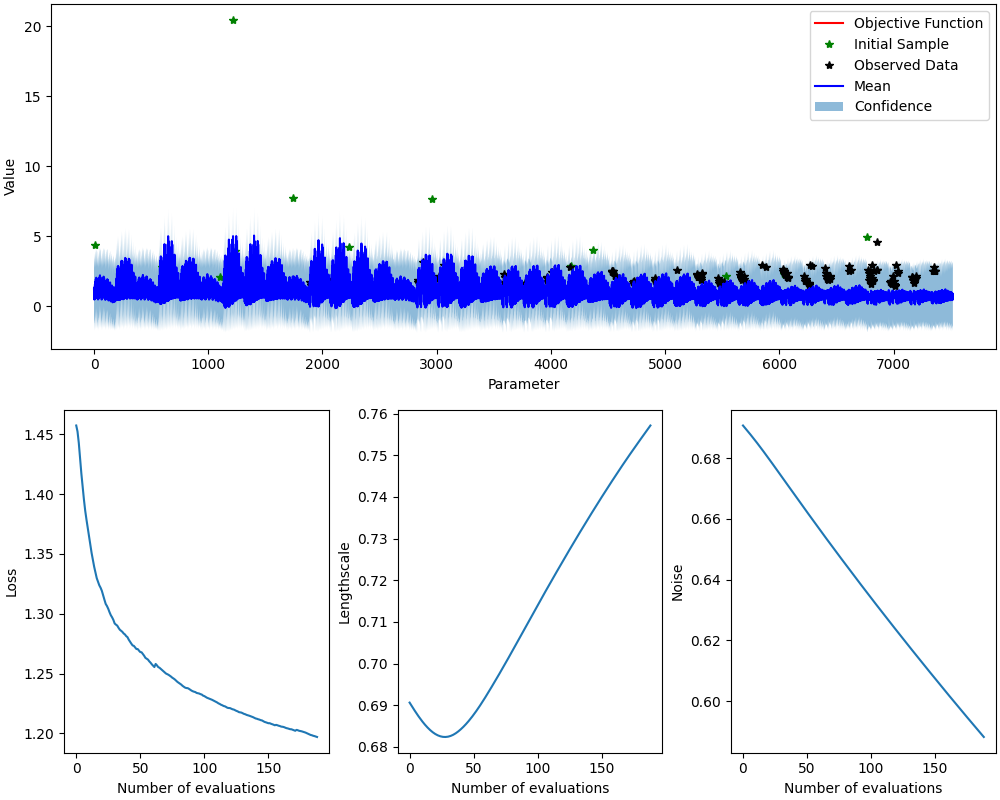 Objective Function
Initial Sample
Observed Data
Mean
Confidence
Value
20
15
10
5
0
0 1000 2000 3000 4000 5000 6000 7000
Parameter
Loss
1.45
1.40
1.35
1.30
1.25
1.20
0 50 100 150
Number of evaluations
Lengthscale
0.76
0.75
0.74
0.73
0.72
0.71
0.70
0.69
0.68
0 50 100 150
Number of evaluations
Noise
0.68
0.66
0.64
0.62
0.60
0 50 100 150
Number of evaluations